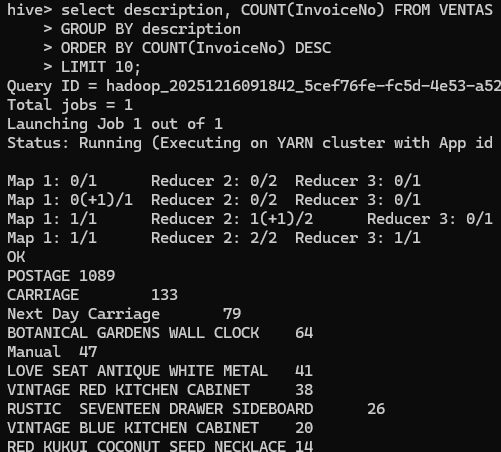 hive> select description, COUNT(InvoiceNo) FROM VENTAS
    > GROUP BY description
    > ORDER BY COUNT(InvoiceNo) DESC
    > LIMIT 10;
Query ID = hadoop_20251216091842_5cef76fe-fc5d-4e53-a52
Total jobs = 1
Launching Job 1 out of 1
Status: Running (Executing on YARN cluster with App id
Map 1: 0/1      Reducer 2: 0/2  Reducer 3: 0/1
Map 1: 0(+1)/1  Reducer 2: 0/2  Reducer 3: 0/1
Map 1: 1/1      Reducer 2: 1(+1)/2      Reducer 3: 0/1
Map 1: 1/1      Reducer 2: 2/2  Reducer 3: 1/1
OK
POSTAGE 1089
CARRIAGE        133
Next Day Carriage       79
BOTANICAL GARDENS WALL CLOCK    64
Manual  47
LOVE SEAT ANTIQUE WHITE METAL   41
VINTAGE RED KITCHEN CABINET     38
RUSTIC  SEVENTEEN DRAWER SIDEBOARD      26
VINTAGE BLUE KITCHEN CABINET    20
RED KUKUI COCONUT SEED NECKLACE 14